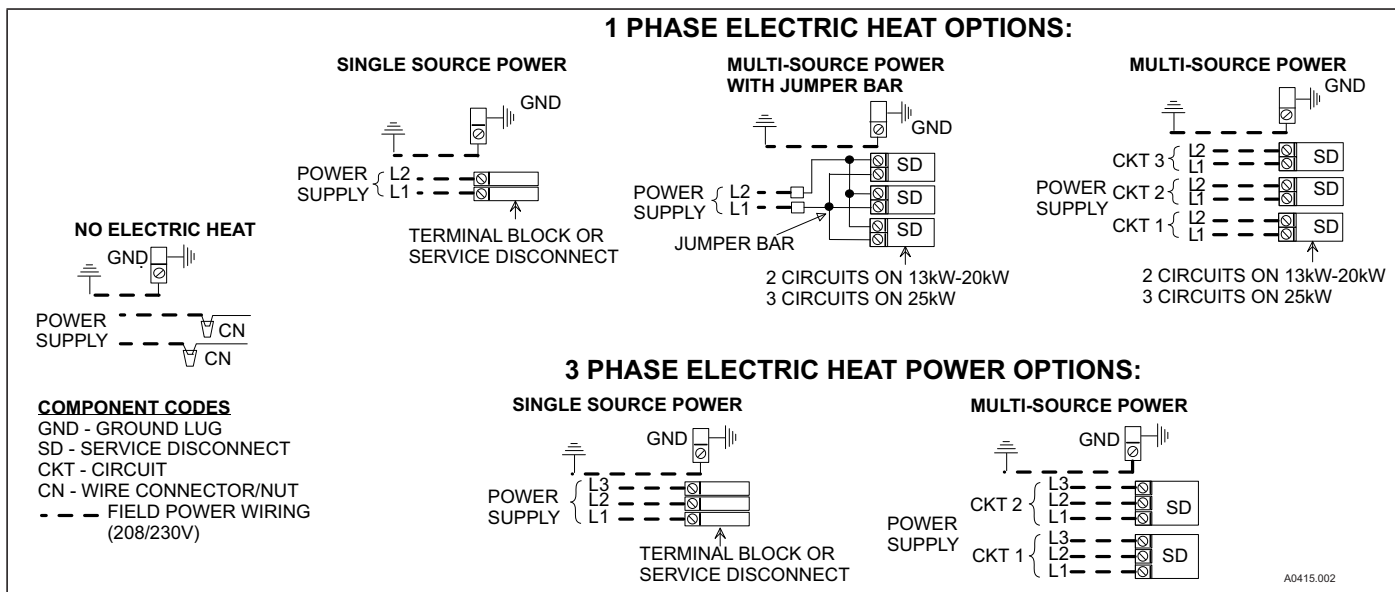 1 PHASE ELECTRIC HEAT OPTIONS:
SINGLE SOURCE POWER
GND
POWER
SUPPLY
L2
L1
TERMINAL BLOCK OR
SERVICE DISCONNECT
MULTI-SOURCE POWER
WITH JUMPER BAR
GND
POWER
SUPPLY
L2
L1
SD
SD
SD
JUMPER BAR
2 CIRCUITS ON 13kW-20kW
3 CIRCUITS ON 25kW
MULTI-SOURCE POWER
GND
POWER
SUPPLY
CKT 3
L2
L1
SD
CKT 2
L2
L1
SD
CKT 1
L2
L1
SD
2 CIRCUITS ON 13kW-20kW
3 CIRCUITS ON 25kW
NO ELECTRIC HEAT
GND
POWER
SUPPLY
CN
CN
COMPONENT CODES
GND - GROUND LUG
SD - SERVICE DISCONNECT
CKT - CIRCUIT
CN - WIRE CONNECTOR/NUT
FIELD POWER WIRING
(208/230V)
3 PHASE ELECTRIC HEAT POWER OPTIONS:
SINGLE SOURCE POWER
GND
POWER
SUPPLY
L3
L2
L1
TERMINAL BLOCK OR
SERVICE DISCONNECT
MULTI-SOURCE POWER
GND
POWER
SUPPLY
CKT 2
L3
L2
L1
SD
CKT 1
L3
L2
L1
SD
A0415.002